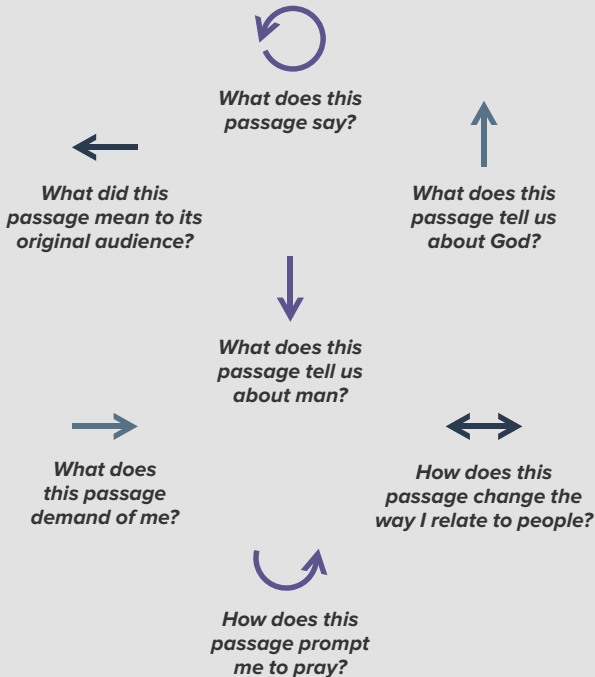 What does this
passage say?
What did this
passage mean to its
original audience?
What does this
passage tell us
about God?
What does this
passage tell us
about man?
What does
this passage
demand of me?
How does this
passage change the
way I relate to people?
How does this
passage prompt
me to pray?